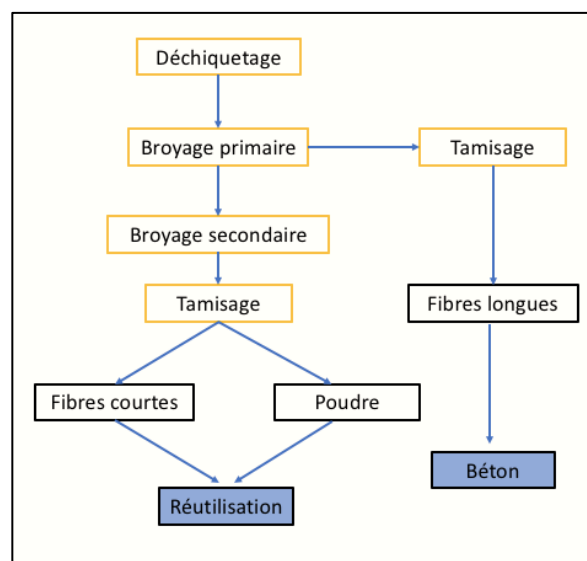 Déchiquetage
Broyage primaire
Tamisage
Broyage secondaire
Tamisage
Fibres longues
Fibres courtes
Poudre
Béton
Réutilisation